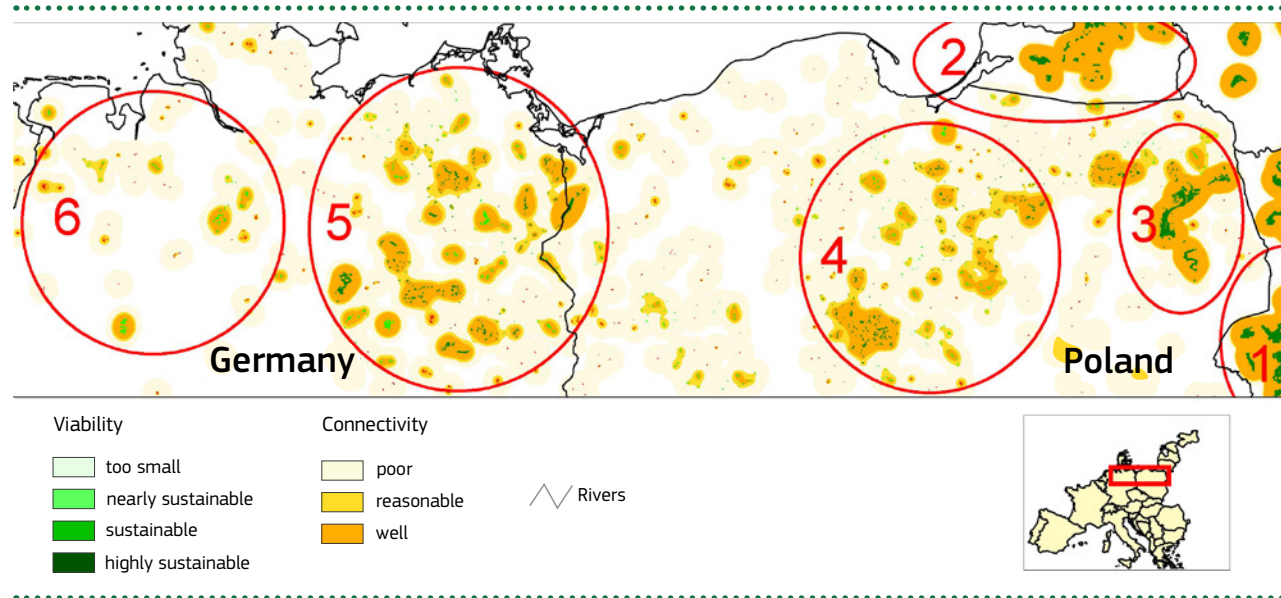 2
6
5
4
3
1
Germany
Poland
Viability
too small
nearly sustainable
sustainable
highly sustainable
Connectivity
poor
reasonable
well
Rivers